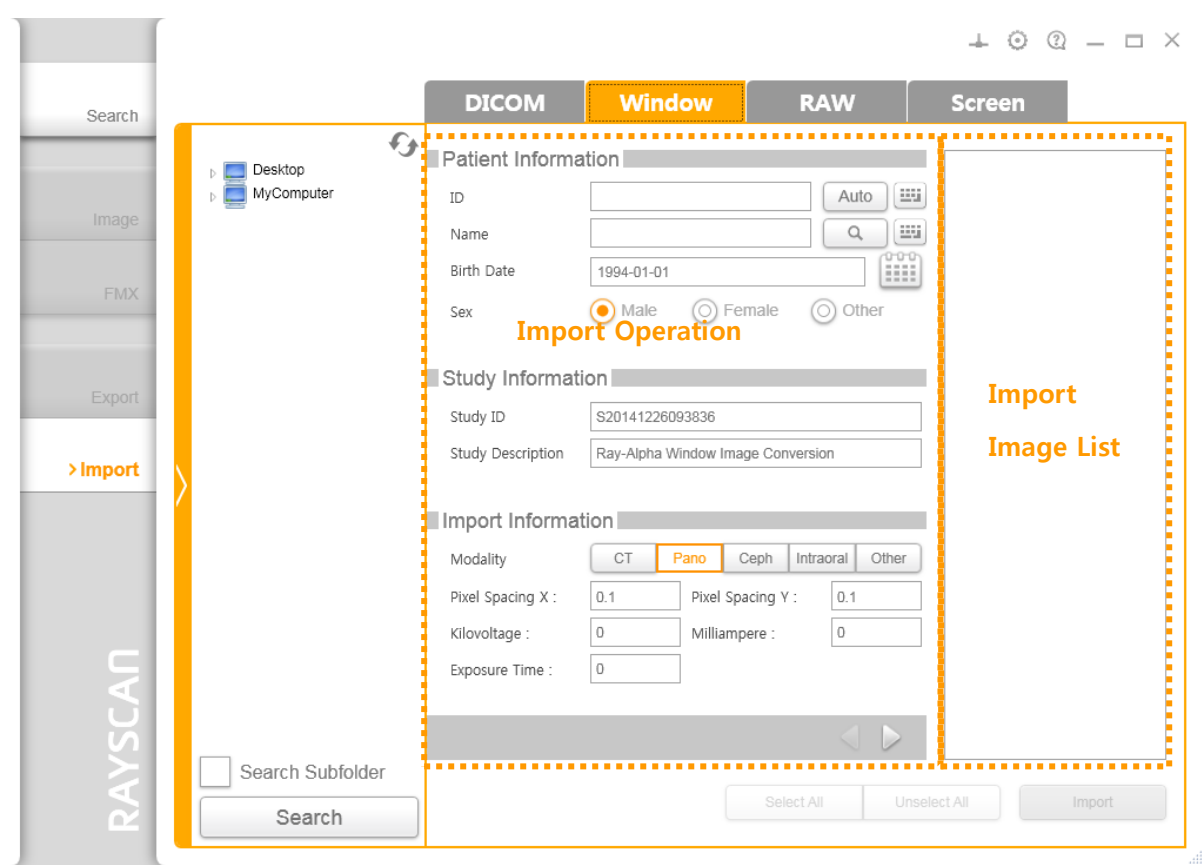 DICOM Window RAW Screen
Search
Image
FMX
Export
>Import
RAYSCAN
Desktop
MyComputer
Search Subfolder
Search
Patient Information
ID Auto
Name
Birth Date 1994-01-01
Sex Male Female Other
Import Operation
Study Information
Study ID S20141226093836
Study Description Ray-Alpha Window Image Conversion
Import Information
Modality CT Pano Ceph Intraoral Other
Pixel Spacing X : 0.1 Pixel Spacing Y : 0.1
Kilovoltage : 0 Milliampere : 0
Exposure Time : 0
Import
Image List
Select All Unselect All Import